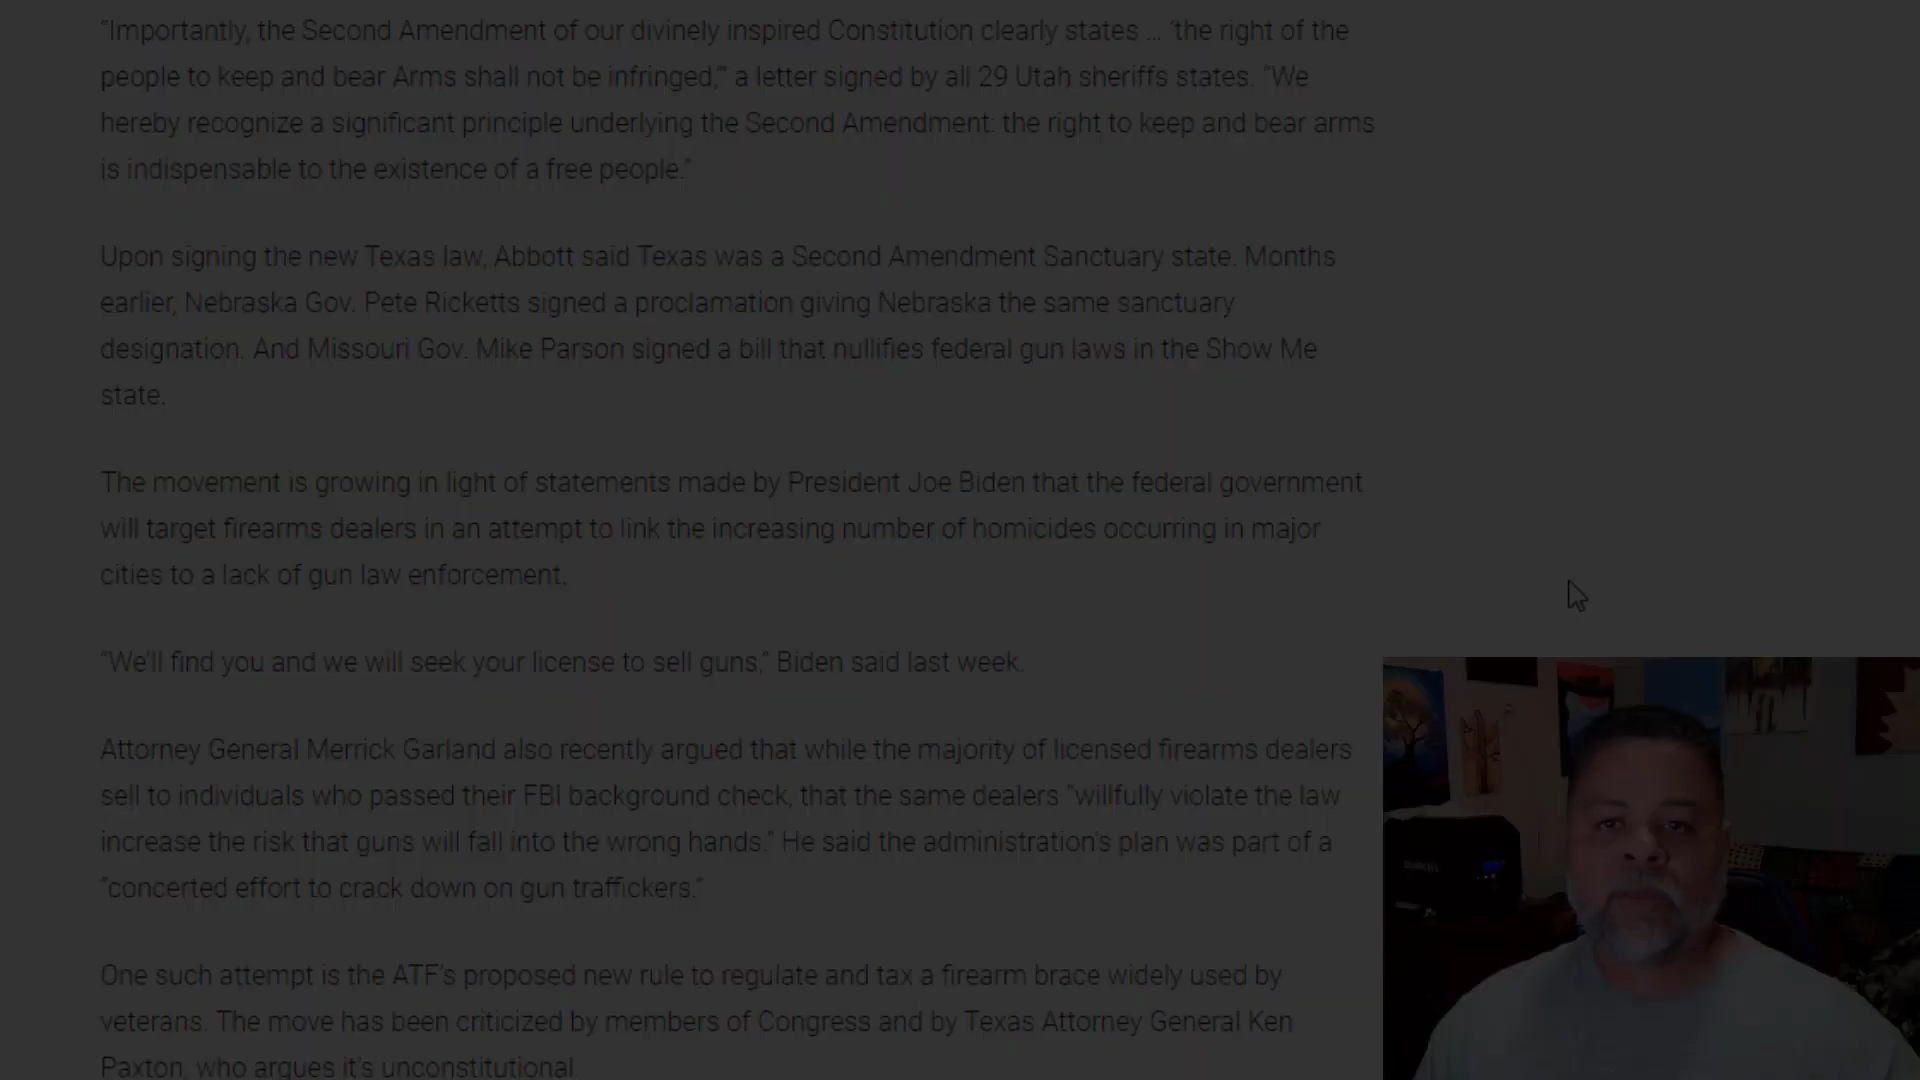 “Importantly, the Second Amendment of our divinely inspired Constitution clearly states … ‘the right of the
people to keep and bear Arms shall not be infringed,’” a letter signed by all 29 Utah sheriffs states. “We
hereby recognize a significant principle underlying the Second Amendment: the right to keep and bear arms
is indispensable to the existence of a free people.”
Upon signing the new Texas law, Abbott said Texas was a Second Amendment Sanctuary state. Months
earlier, Nebraska Gov. Pete Ricketts signed a proclamation giving Nebraska the same sanctuary
designation. And Missouri Gov. Mike Parson signed a bill that nullifies federal gun laws in the Show Me
state.
The movement is growing in light of statements made by President Joe Biden that the federal government
will target firearms dealers in an attempt to link the increasing number of homicides occurring in major
cities to a lack of gun law enforcement.
“We’ll find you and we will seek your license to sell guns,” Biden said last week.
Attorney General Merrick Garland also recently argued that while the majority of licensed firearms dealers
sell to individuals who passed their FBI background check, that the same dealers “willfully violate the law
increase the risk that guns will fall into the wrong hands.” He said the administration’s plan was part of a
“concerted effort to crack down on gun traffickers.”
One such attempt is the ATF’s proposed new rule to regulate and tax a firearm brace widely used by
veterans. The move has been criticized by members of Congress and by Texas Attorney General Ken
Paxton, who argues it’s unconstitutional